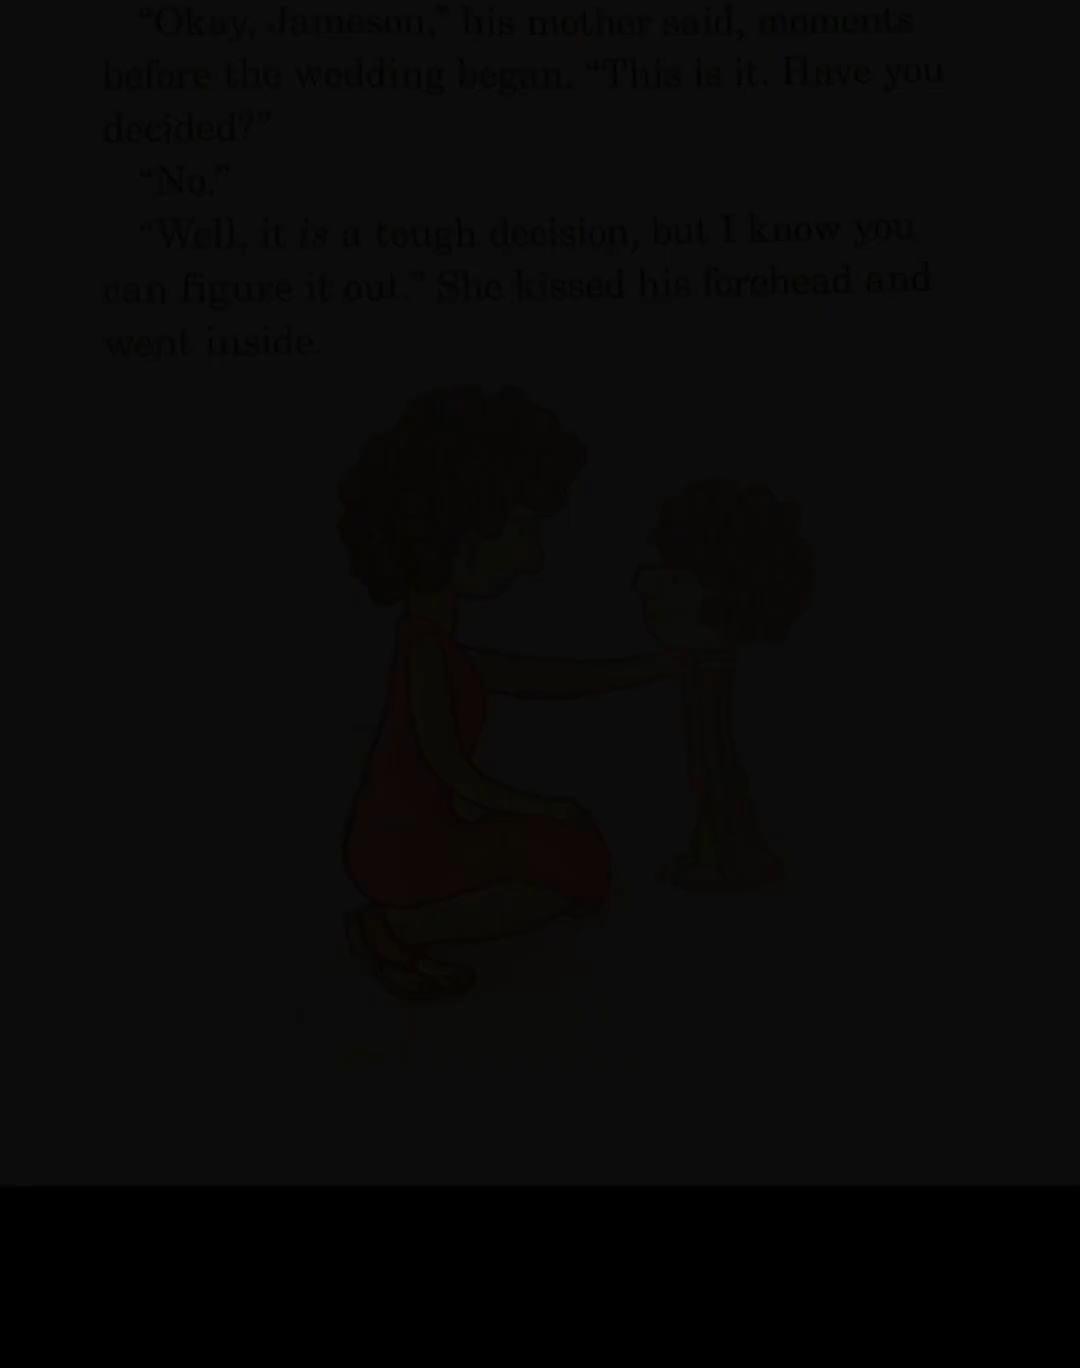 “Okay, Jameson,” his mother said, moments
before the wedding began. “This is it. Have you
decided?”
“No.”
“Well, it is a tough decision, but I know you
can figure it out.” She kissed his forehead and
went inside.